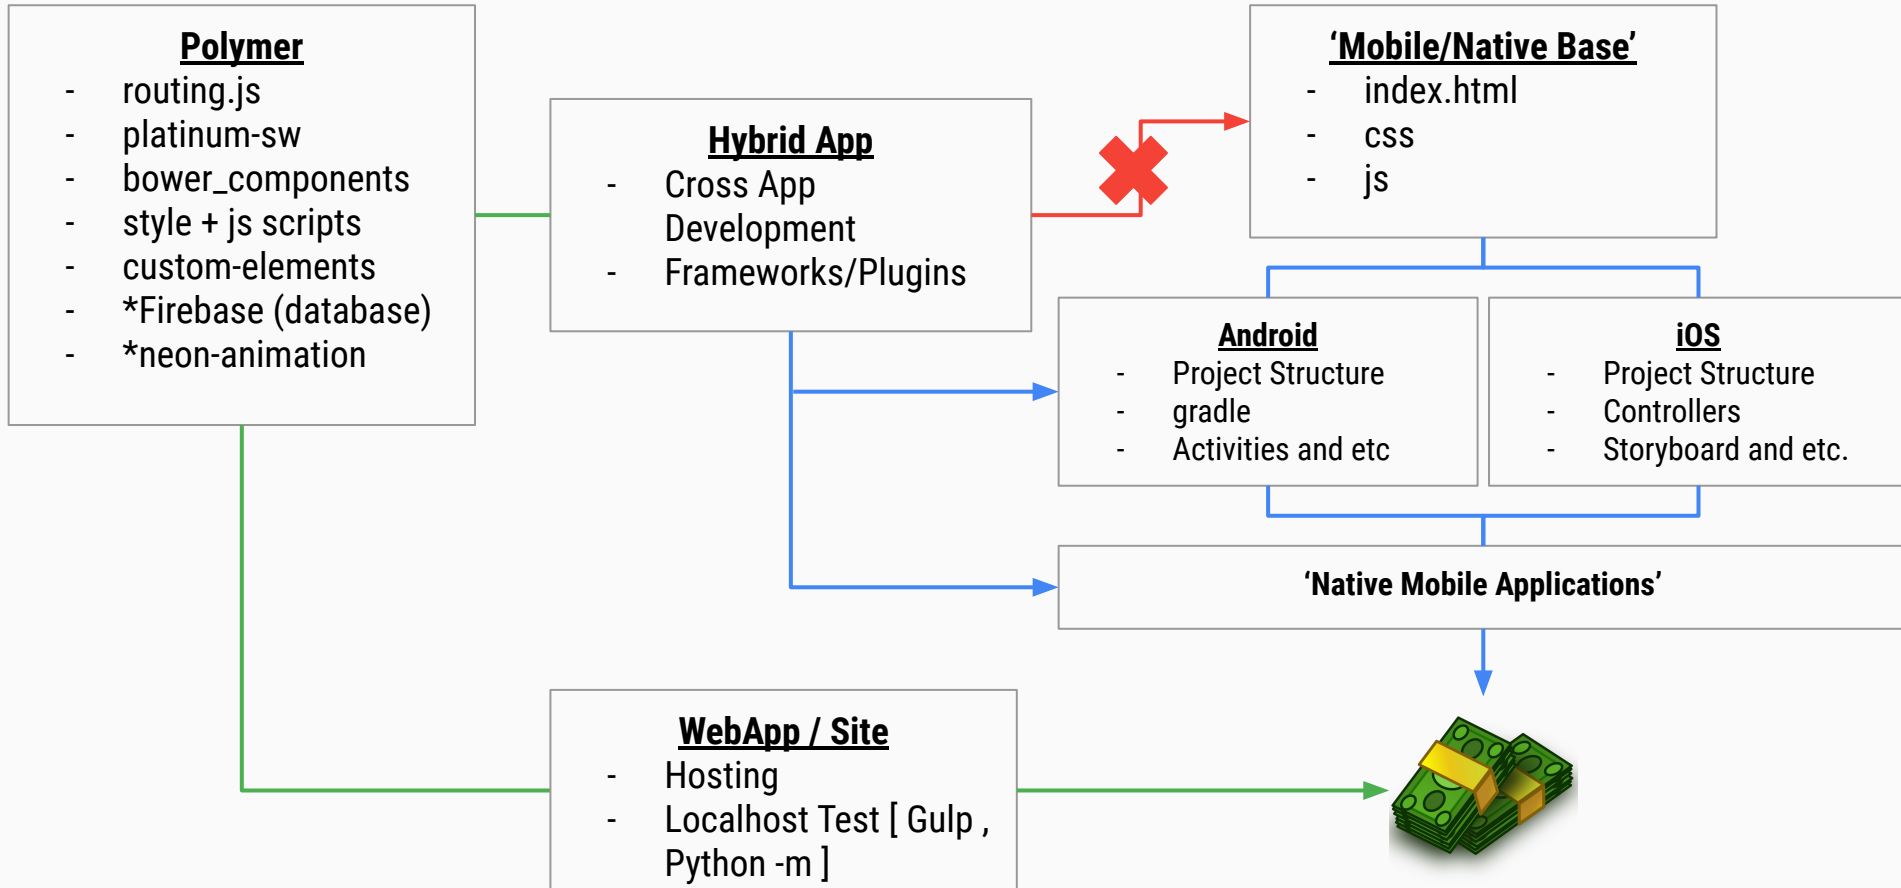 Polymer
- routing.js
- platinum-sw
- bower_components
- style + js scripts
- custom-elements
- *Firebase (database)
- *neon-animation
Hybrid App
- Cross App
Development
- Frameworks/Plugins
‘Mobile/Native Base’
- index.html
- css
- js
Android
- Project Structure
- gradle
- Activities and etc
iOS
- Project Structure
- Controllers
- Storyboard and etc.
‘Native Mobile Applications’
WebApp / Site
- Hosting
- Localhost Test [ Gulp ,
Python -m ]